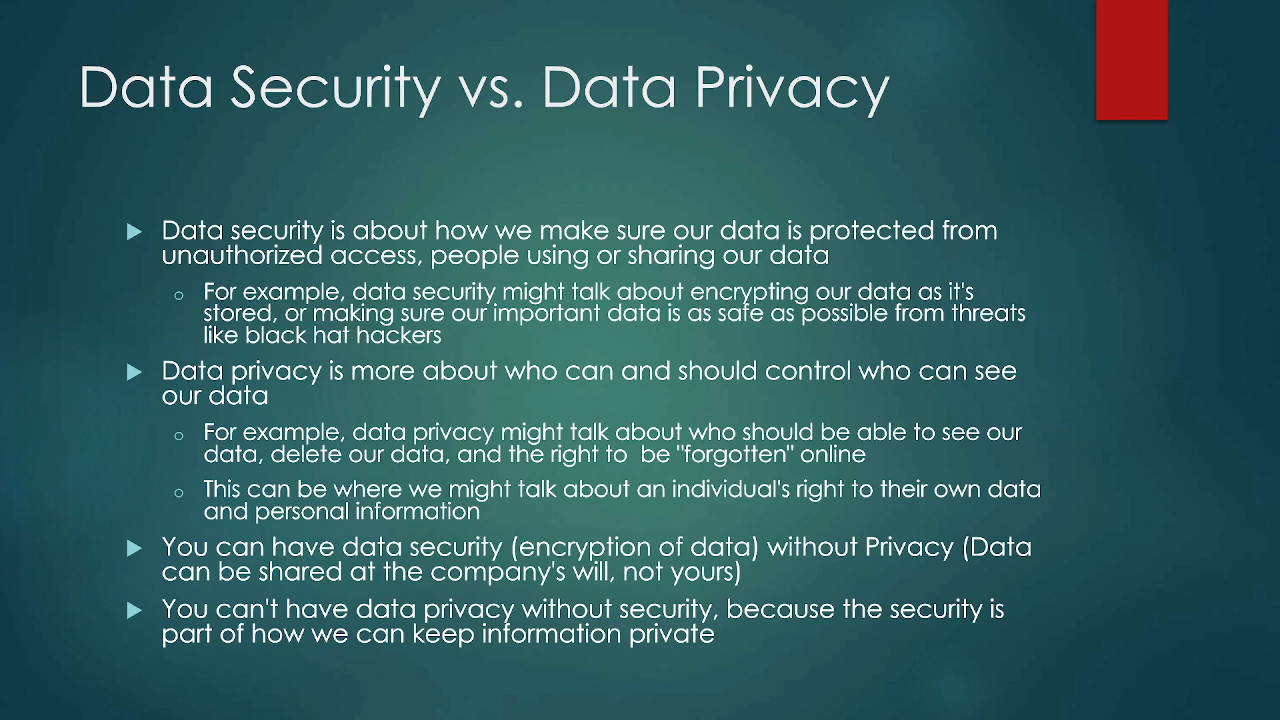 Data Security vs. Data Privacy
Data security is about how we make sure our data is protected from
unauthorized access, people using or sharing our data
For example, data security might talk about encrypting our data as it's
stored, or making sure our important data is as safe as possible from threats
like black hat hackers
Data privacy is more about who can and should control who can see
our data
For example, data privacy might talk about who should be able to see our
data, delete our data, and the right to  be "forgotten" online
This can be where we might talk about an individual's right to their own data
and personal information
You can have data security (encryption of data) without Privacy (Data
can be shared at the company's will, not yours)
You can't have data privacy without security, because the security is
part of how we can keep information private